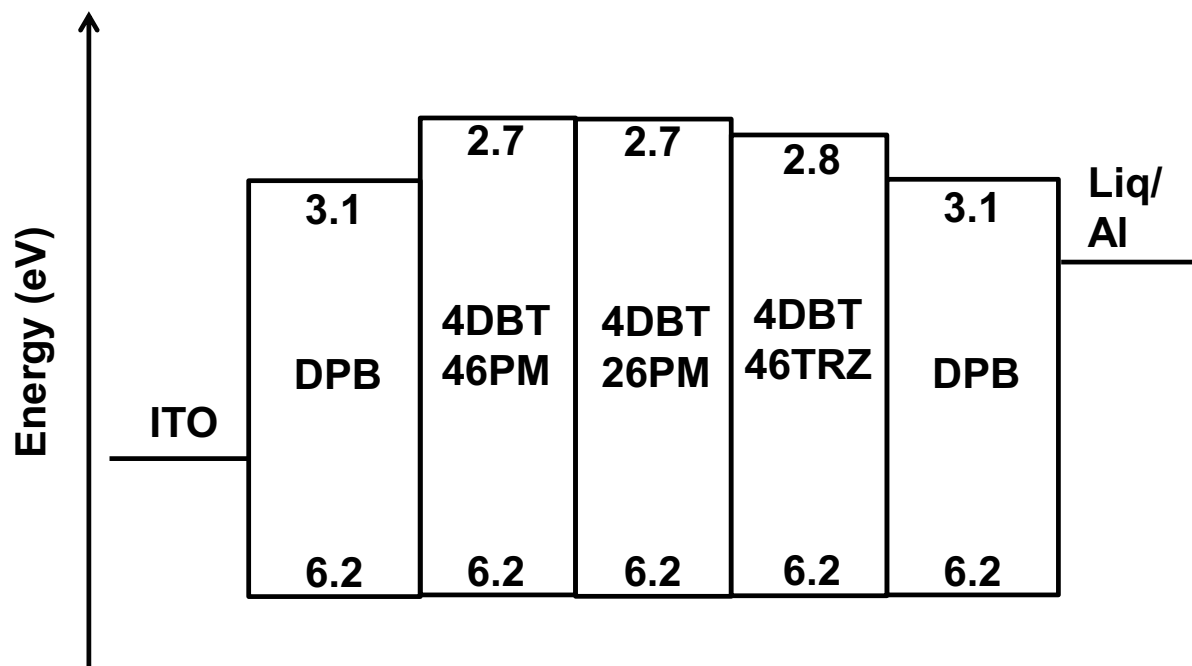 Energy (eV)
ITO
3.1
DPB
6.2
2.7
4DBT
46PM
6.2
2.7
4DBT
26PM
6.2
2.8
4DBT
46TRZ
6.2
3.1
DPB
6.2
Liq/
Al